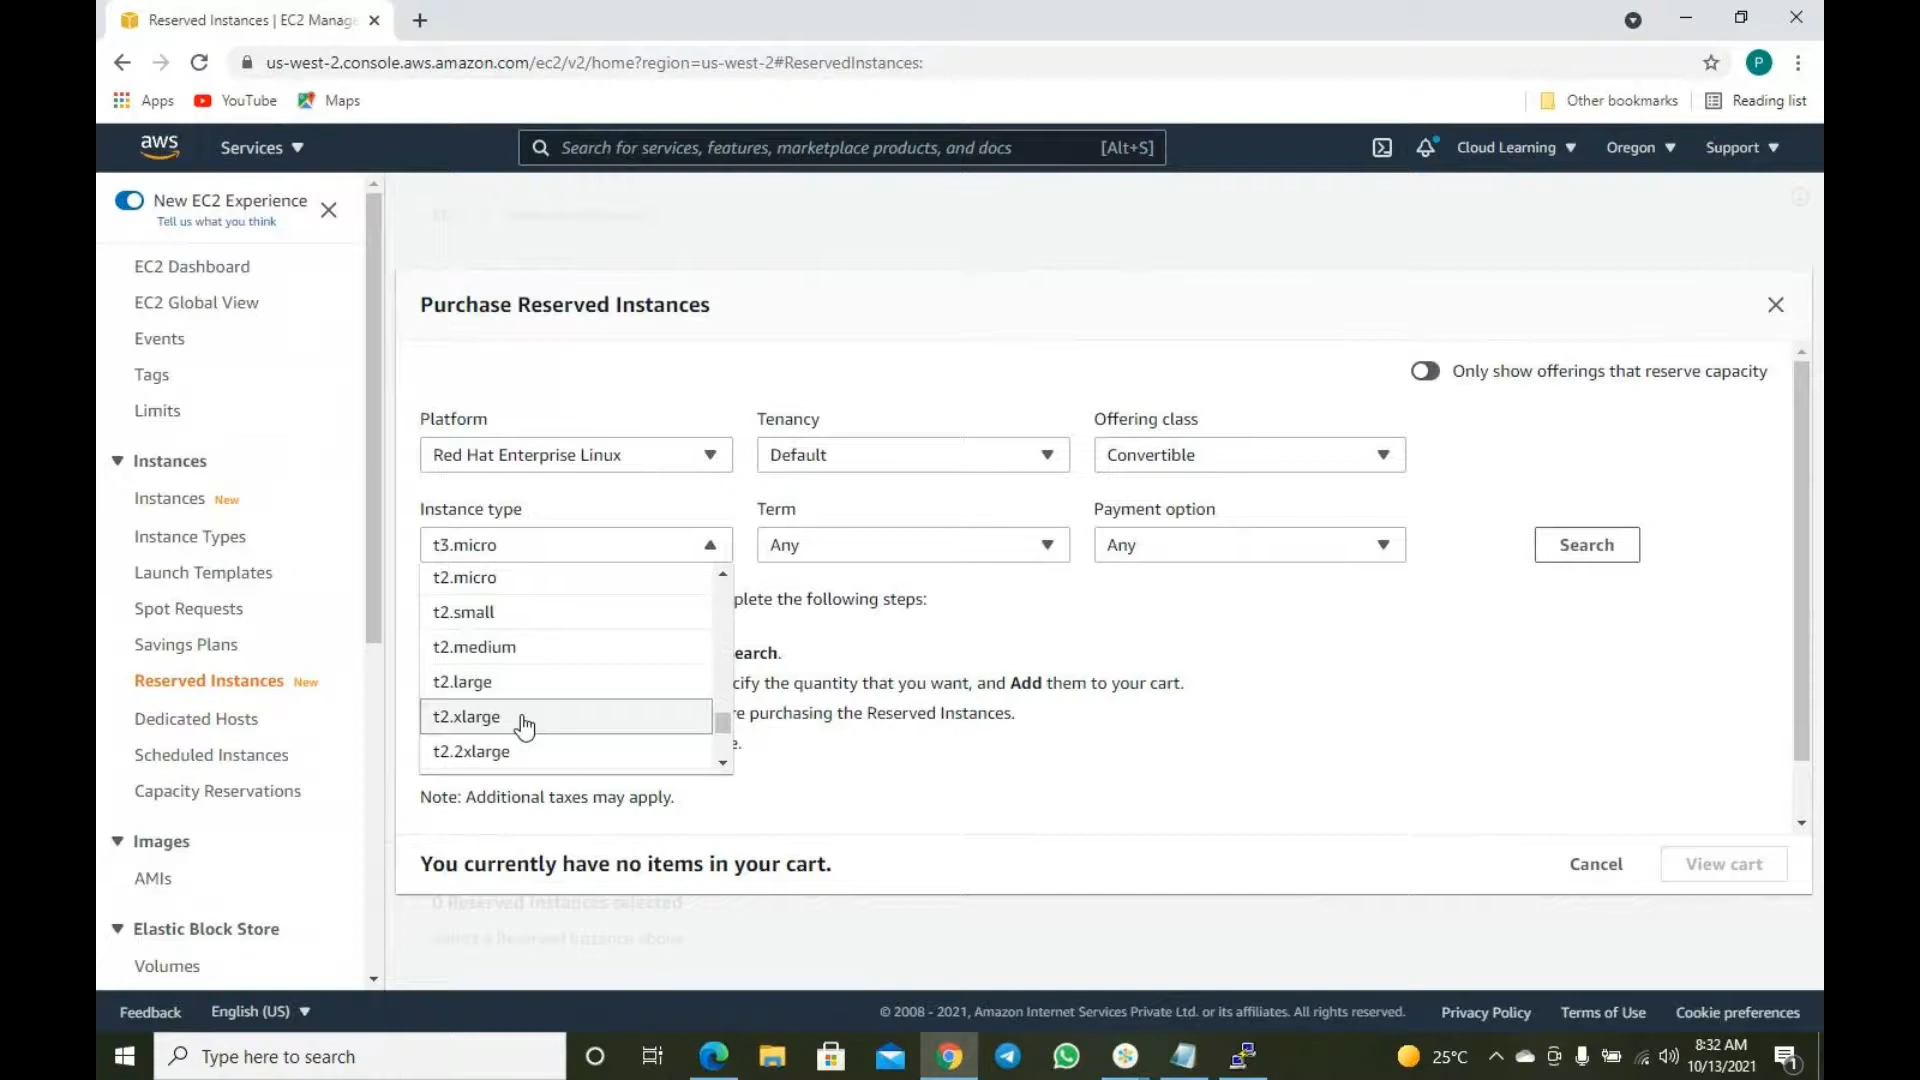 Reserved Instances | EC2 Manage
us-west-2.console.aws.amazon.com/ec2/v2/home?region=us-west-2#ReservedInstances:
P
Apps YouTube Maps Other bookmarks Reading list
aws Services Search for services, features, marketplace products, and docs [Alt+S] Cloud Learning Oregon Support
New EC2 Experience
Tell us what you think
EC2 Dashboard
EC2 Global View
Events
Tags
Limits
Instances
Instances New
Instance Types
Launch Templates
Spot Requests
Savings Plans
Reserved Instances New
Dedicated Hosts
Scheduled Instances
Capacity Reservations
Images
AMIs
Elastic Block Store
Volumes
Purchase Reserved Instances
Only show offerings that reserve capacity
Platform Tenancy Offering class
Red Hat Enterprise Linux Default Convertible
Instance type Term Payment option
t3.micro Any Any Search
t2.micro
t2.small
t2.medium
t2.large
t2.xlarge
t2.2xlarge
plete the following steps:
earch.
cify the quantity that you want, and Add them to your cart.
re purchasing the Reserved Instances.
e.
Note: Additional taxes may apply.
You currently have no items in your cart. Cancel View cart
0 Reserved Instances selected
Select a Reserved Instance above
Feedback English (US) © 2008 - 2021, Amazon Internet Services Private Ltd. or its affiliates. All rights reserved. Privacy Policy Terms of Use Cookie preferences
Type here to search 25°C 8:32 AM
10/13/2021 1